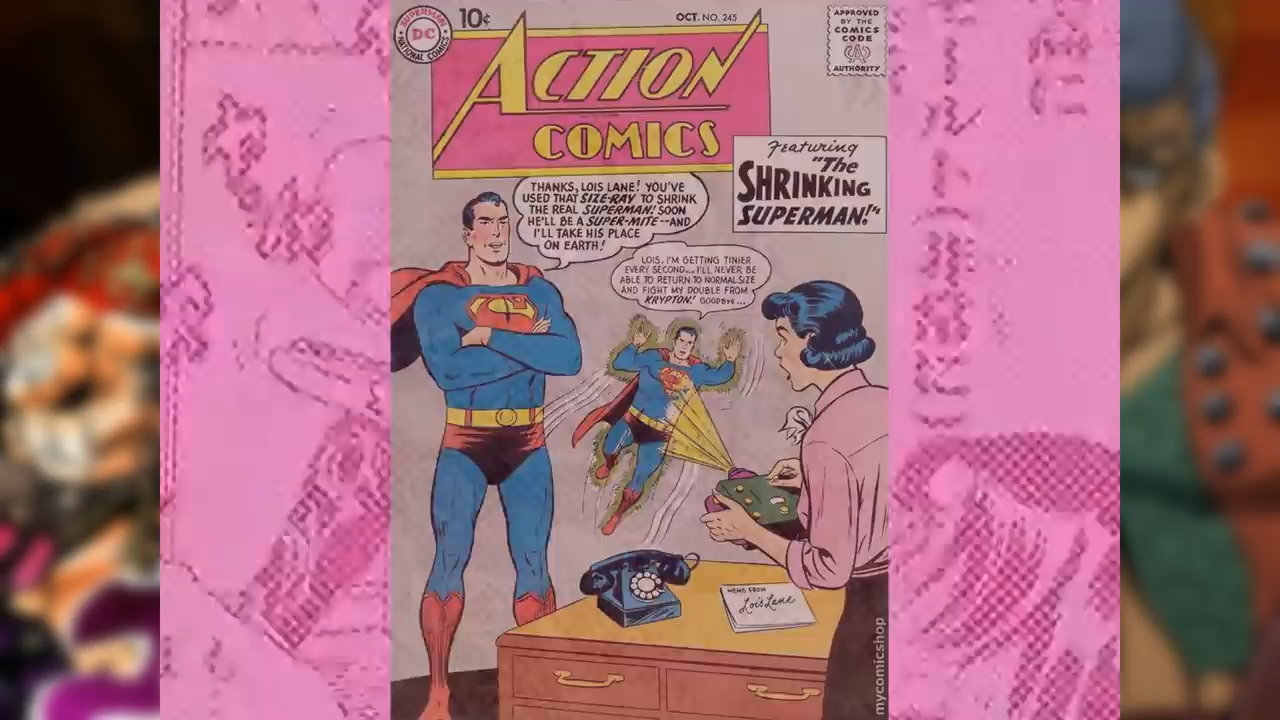 SUPERMAN
DC
NATIONAL COMICS
10¢
OCT. NO. 245
APPROVED
BY THE
COMICS
CODE
AUTHORITY
ACTION
COMICS
Featuring
"The
SHRINKING
SUPERMAN!"
THANKS, LOIS LANE! YOU'VE
USED THAT SIZE-RAY TO SHRINK
THE REAL SUPERMAN! SOON
HE'LL BE A SUPER-MITE--AND
I'LL TAKE HIS PLACE
ON EARTH!
LOIS, I'M GETTING TINIER
EVERY SECOND... I'LL NEVER BE
ABLE TO RETURN TO NORMAL SIZE
AND FIGHT MY DOUBLE FROM
KRYPTON! GOODBYE...
S
MEMO FROM
Lois Lane
mycomicshop